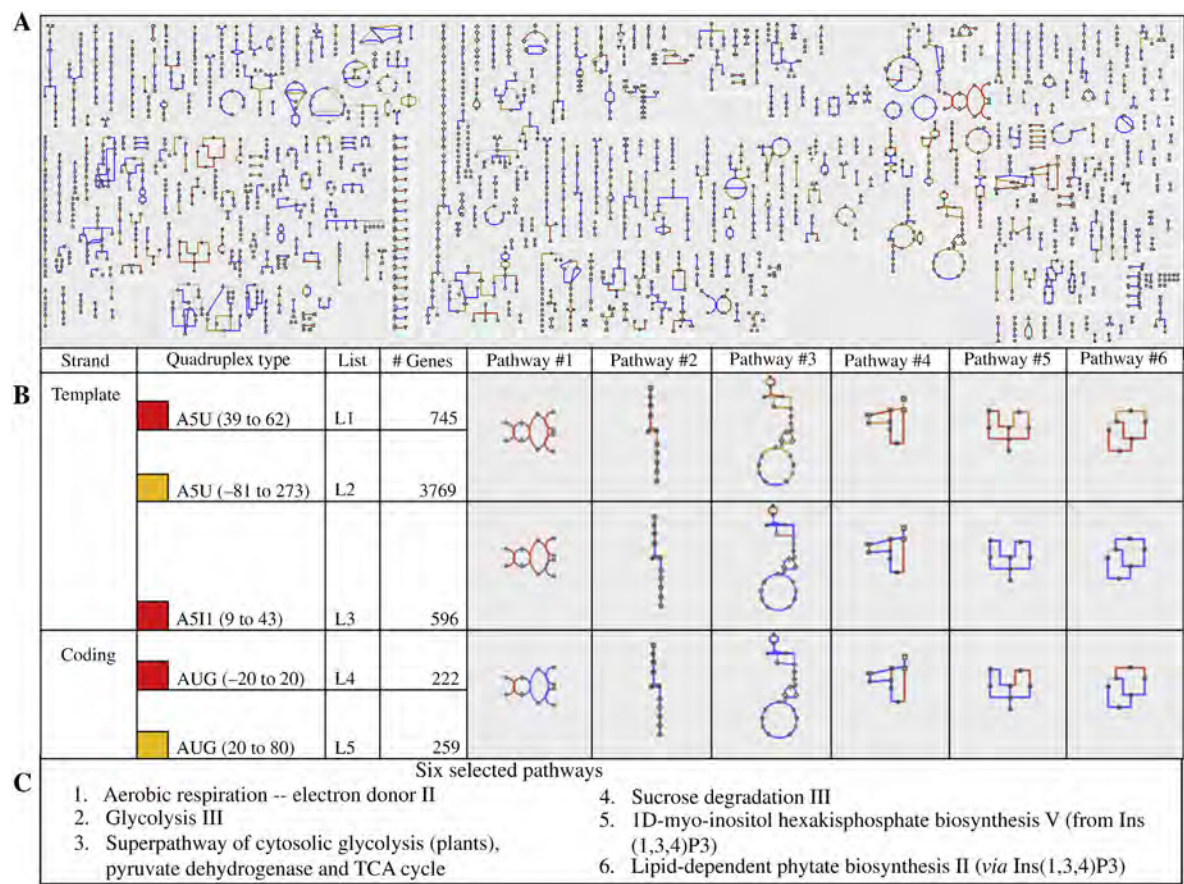 A
Strand Quadruplex type List # Genes Pathway #1 Pathway #2 Pathway #3 Pathway #4 Pathway #5 Pathway #6
B
Template
A5U (39 to 62) L1 745
A5U (−81 to 273) L2 3769
A5I1 (9 to 43) L3 596
Coding
AUG (−20 to 20) L4 222
AUG (20 to 80) L5 259
C
Six selected pathways
1. Aerobic respiration -- electron donor II
2. Glycolysis III
3. Superpathway of cytosolic glycolysis (plants),
pyruvate dehydrogenase and TCA cycle
4. Sucrose degradation III
5. 1D-myo-inositol hexakisphosphate biosynthesis V (from Ins
(1,3,4)P3)
6. Lipid-dependent phytate biosynthesis II (via Ins(1,3,4)P3)